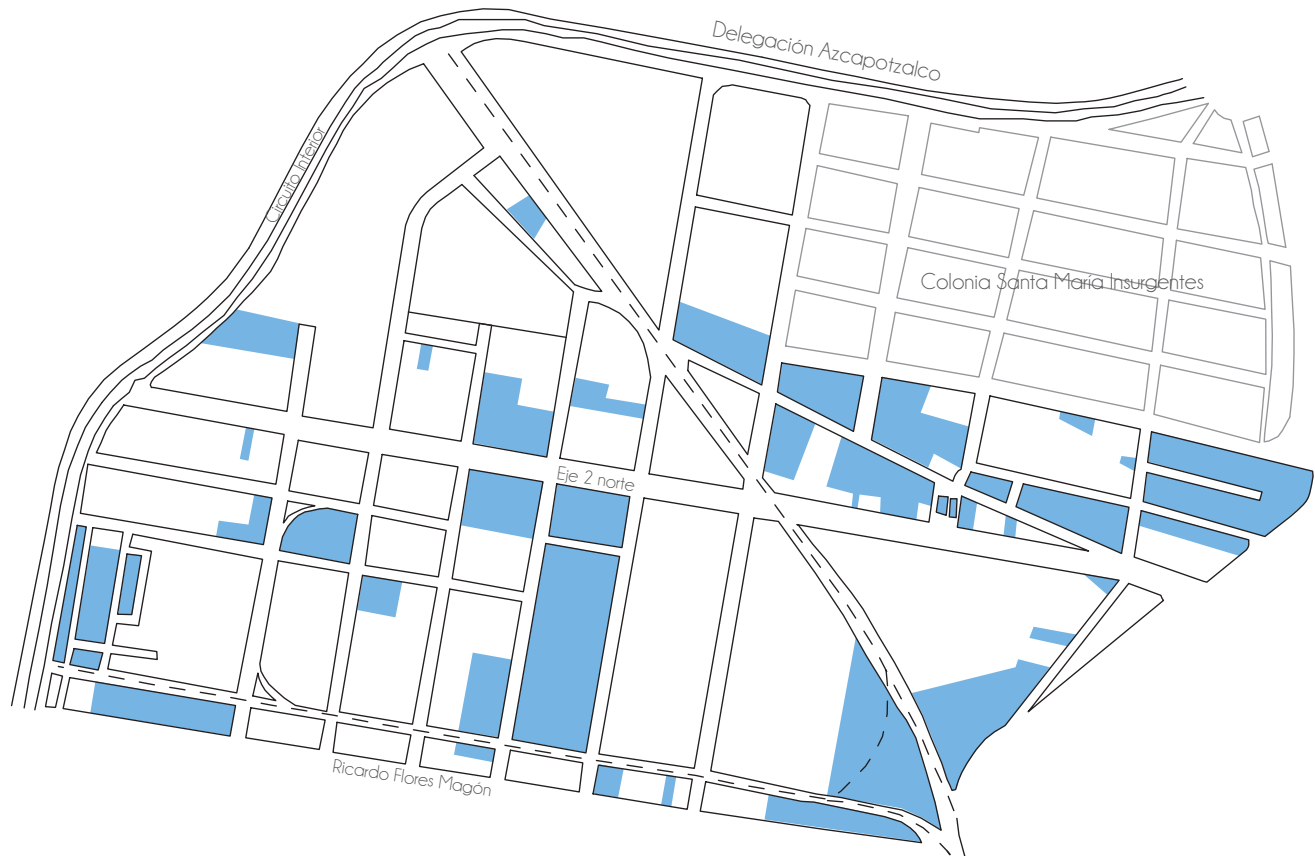 Delegación Azcapotzalco
Circuito Interior
Colonia Santa María Insurgentes
Eje 2 norte
Ricardo Flores Magón